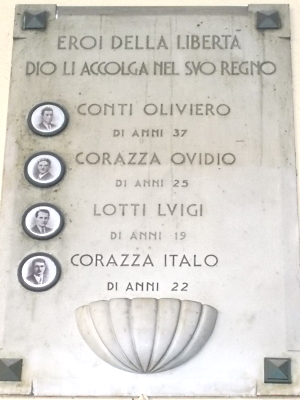 EROI DELLA LIBERTÀ
DIO LI ACCOLGA NEL SVO REGNO
CONTI OLIVIERO
DI ANNI 37
CORAZZA OVIDIO
DI ANNI 25
LOTTI LVIGI
DI ANNI 19
CORAZZA ITALO
DI ANNI 22